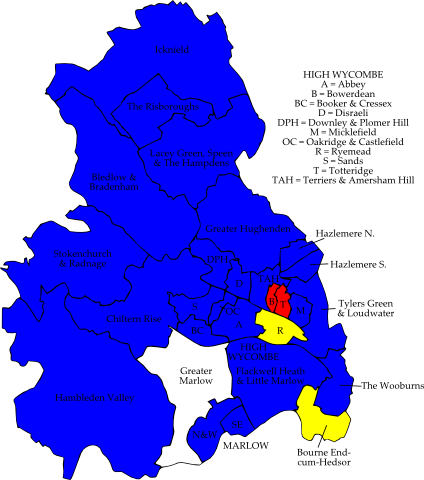 Icknield
The Risboroughs
Lacey Green, Speen
& The Hampdens
Bledlow &
Bradenham
Greater Hughenden
Stokenchurch
& Radnage
Chiltern Rise
Hambleden Valley
HIGH WYCOMBE
A = Abbey
B = Bowerdean
BC = Booker & Cressex
D = Disraeli
DPH = Downley & Plomer Hill
M = Micklefield
OC = Oakridge & Castlefield
R = Ryemead
S = Sands
T = Totteridge
TAH = Terriers & Amersham Hill
Hazlemere N.
Hazlemere S.
Tylers Green
& Loudwater
DPH
D
TAH
B
T
M
S
OC
A
BC
R
HIGH
WYCOMBE
Flackwell Heath
& Little Marlow
The Wooburns
Greater
Marlow
N&W
SE
MARLOW
Bourne End-
cum-Hedsor